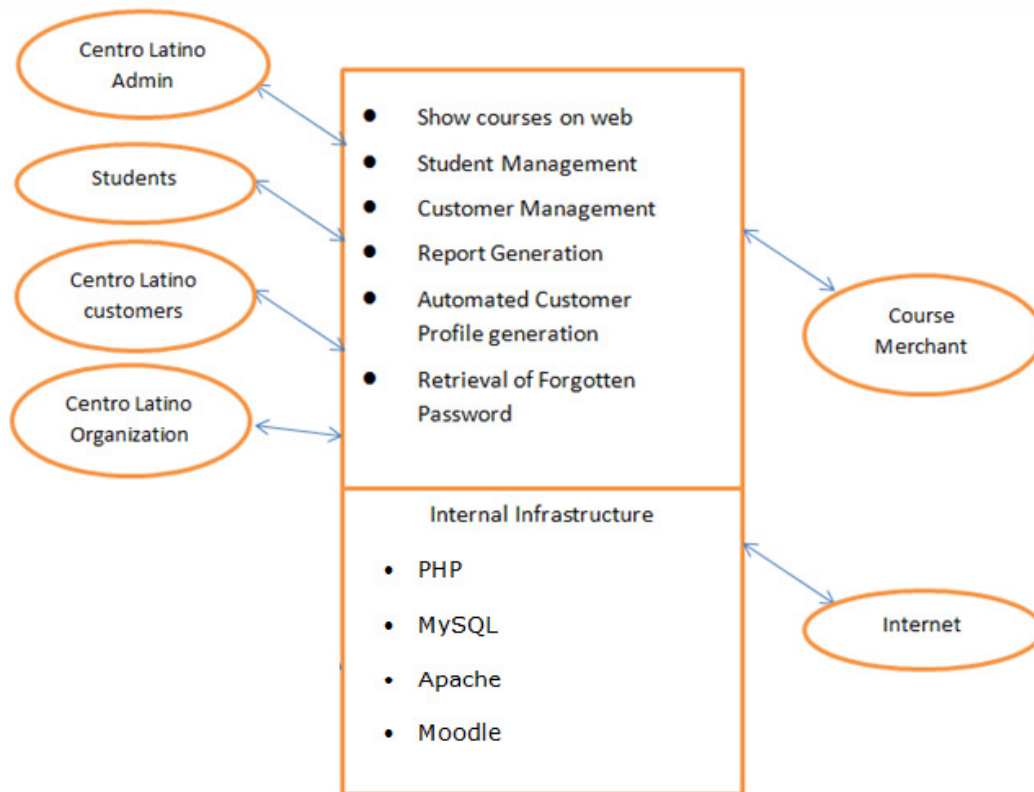 Centro Latino
Admin
Students
Centro Latino
customers
Centro Latino
Organization
● Show courses on web
● Student Management
● Customer Management
● Report Generation
● Automated Customer
Profile generation
● Retrieval of Forgotten
Password
Internal Infrastructure
• PHP
• MySQL
• Apache
• Moodle
Course
Merchant
Internet